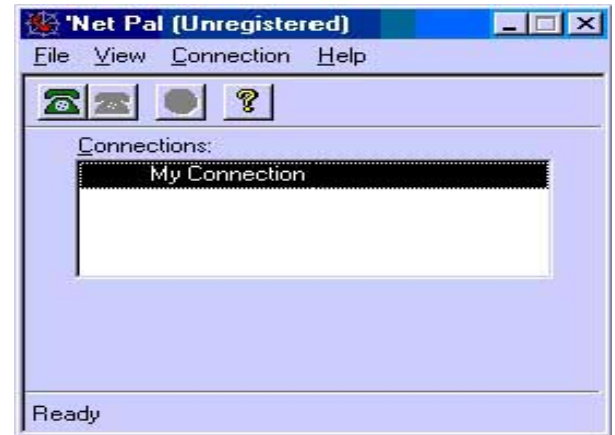 'Net Pal (Unregistered)
File View Connection Help
Connections:
My Connection
Ready